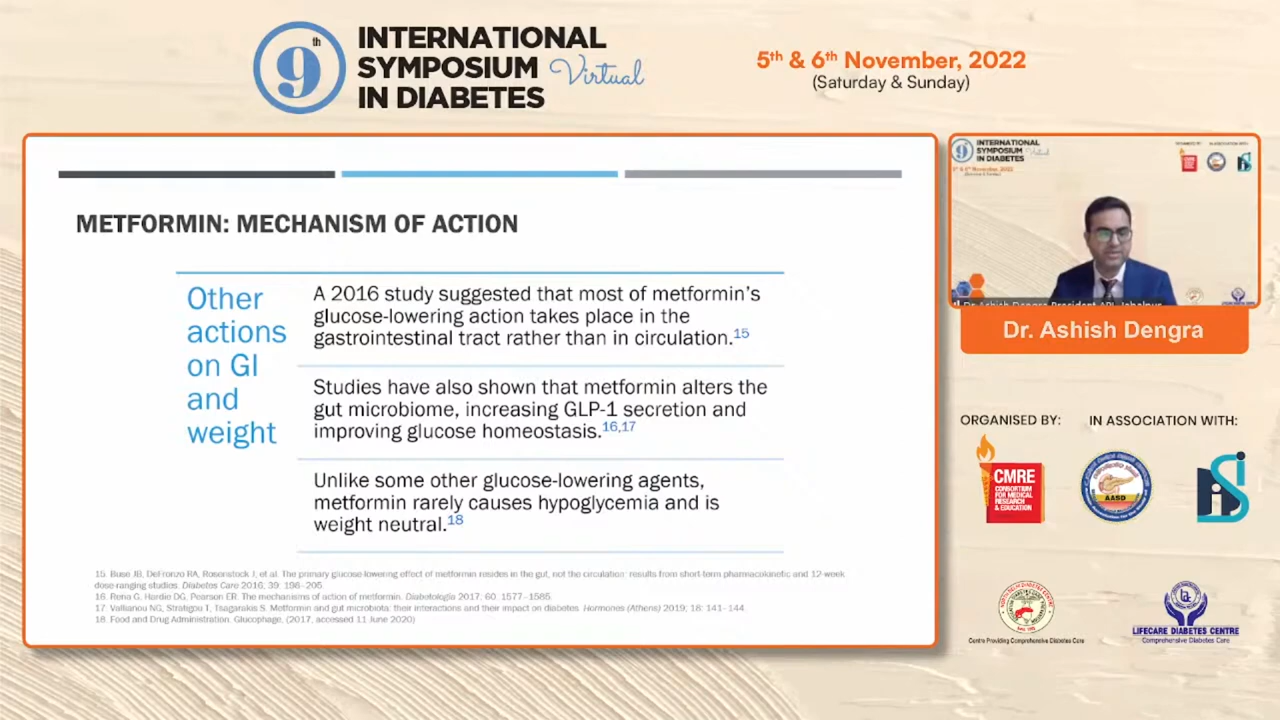 9th
INTERNATIONAL
SYMPOSIUM Virtual
IN DIABETES
5th & 6th November, 2022
(Saturday & Sunday)
METFORMIN: MECHANISM OF ACTION
Other
actions
on GI
and
weight
A 2016 study suggested that most of metformin's
glucose-lowering action takes place in the
gastrointestinal tract rather than in circulation.15
Studies have also shown that metformin alters the
gut microbiome, increasing GLP-1 secretion and
improving glucose homeostasis.16,17
Unlike some other glucose-lowering agents,
metformin rarely causes hypoglycemia and is
weight neutral.18
15. Buse JB, DeFronzo RA, Rosenstock J, et al. The primary glucose lowering effect of metformin resides in the gut, not the circulation: results from short-term pharmacokinetic and 12-week
dose-ranging studies. Diabetes Care 2016; 39: 198–205.
16. Rena G, Hardie DG, Pearson ER. The mechanisms of action of metformin. Diabetologia 2017; 60: 1577–1585.
17. Vallianou NG, Stratigou T, Tsagarakis S. Metformin and gut microbiota: their interactions and their impact on diabetes. Hormones (Athens) 2019; 18: 141–144.
18. Food and Drug Administration. Glucophage. (2017, accessed 11 June 2020)
9
INTERNATIONAL
SYMPOSIUM Virtual
IN DIABETES
Dr. Ashish Dengra
ORGANISED BY:
IN ASSOCIATION WITH:
CMRE
CONSORTIUM
FOR MEDICAL
RESEARCH
& EDUCATION
AASD
Centre Providing Comprehensive Diabetes Care
LIFECARE DIABETES CENTRE
Comprehensive Diabetes Care